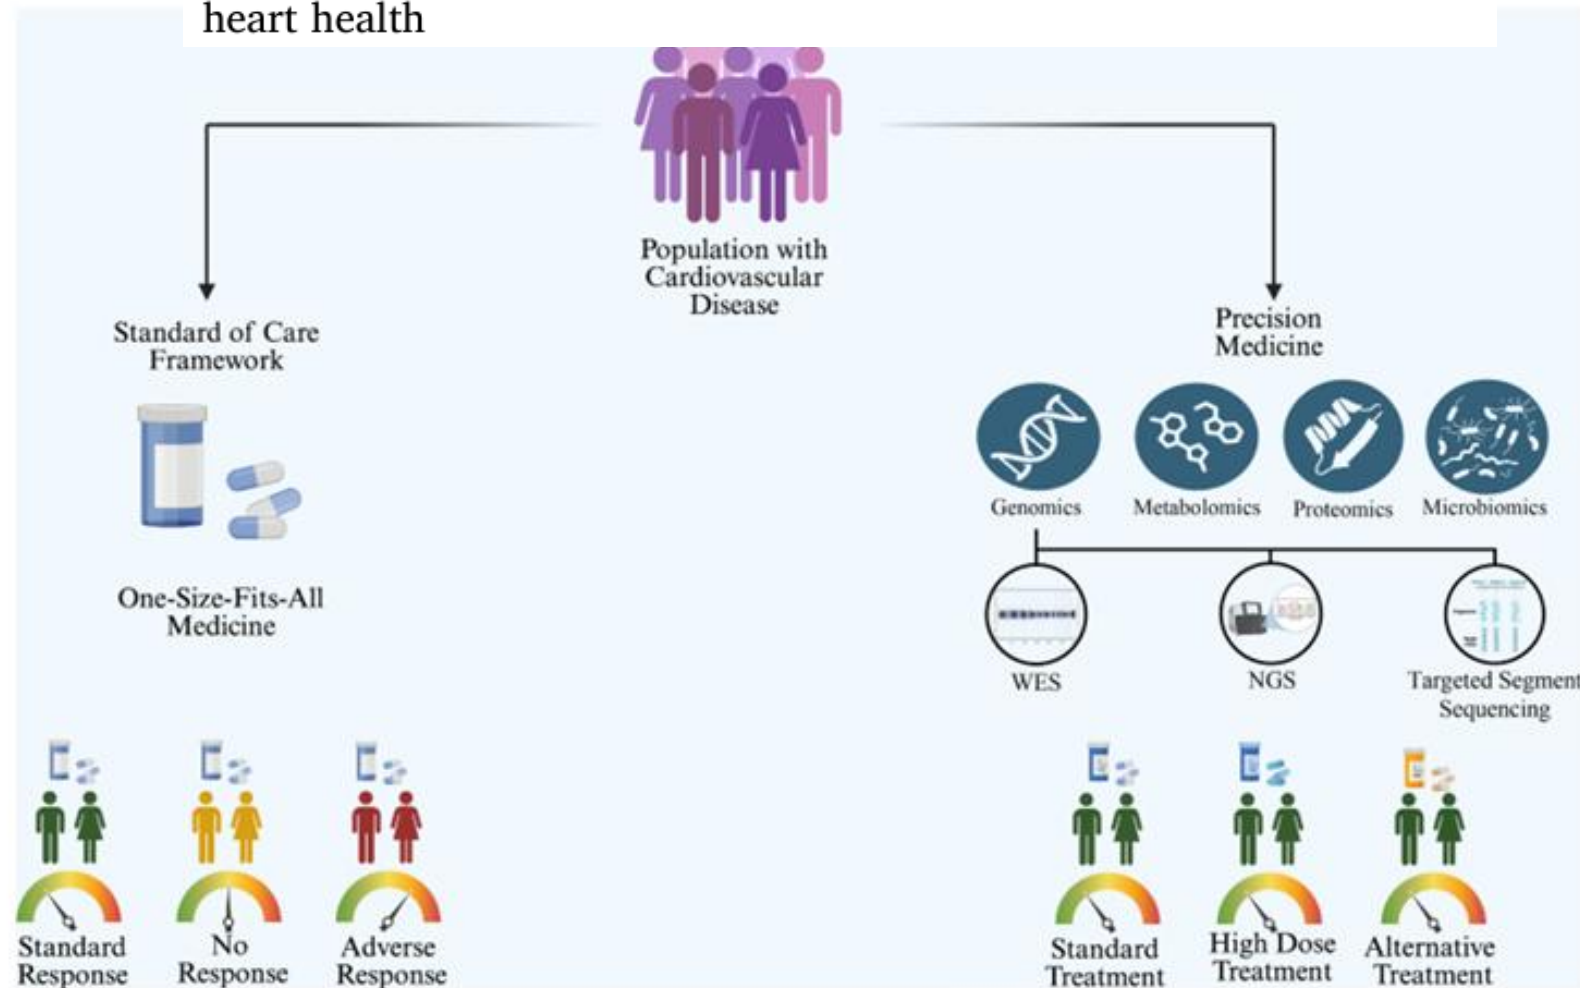 heart health
Population with
Cardiovascular
Disease
Standard of Care
Framework
One-Size-Fits-All
Medicine
Standard
Response
No
Response
Adverse
Response
Precision
Medicine
Genomics
Metabolomics
Proteomics
Microbiomics
WES
NGS
Targeted Segment
Sequencing
Standard
Treatment
High Dose
Treatment
Alternative
Treatment